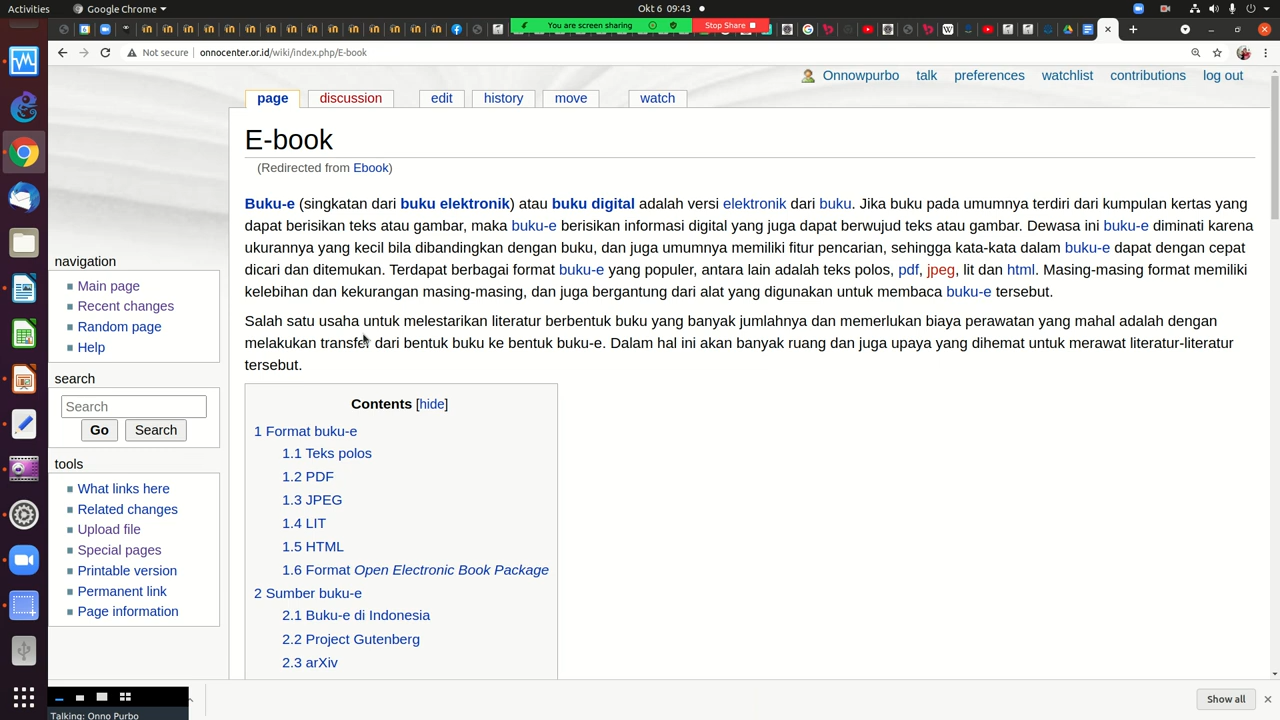 Activities
Google Chrome
Okt 6 09:43
You are screen sharing
Stop Share
Not secure
onnocenter.or.id/wiki/index.php/E-book
Onnowpurbo talk preferences watchlist contributions log out
page discussion edit history move watch
E-book
(Redirected from Ebook)
Buku-e (singkatan dari buku elektronik) atau buku digital adalah versi elektronik dari buku. Jika buku pada umumnya terdiri dari kumpulan kertas yang
dapat berisikan teks atau gambar, maka buku-e berisikan informasi digital yang juga dapat berwujud teks atau gambar. Dewasa ini buku-e diminati karena
ukurannya yang kecil bila dibandingkan dengan buku, dan juga umumnya memiliki fitur pencarian, sehingga kata-kata dalam buku-e dapat dengan cepat
dicari dan ditemukan. Terdapat berbagai format buku-e yang populer, antara lain adalah teks polos, pdf, jpeg, lit dan html. Masing-masing format memiliki
kelebihan dan kekurangan masing-masing, dan juga bergantung dari alat yang digunakan untuk membaca buku-e tersebut.
Salah satu usaha untuk melestarikan literatur berbentuk buku yang banyak jumlahnya dan memerlukan biaya perawatan yang mahal adalah dengan
melakukan transfer dari bentuk buku ke bentuk buku-e. Dalam hal ini akan banyak ruang dan juga upaya yang dihemat untuk merawat literatur-literatur
tersebut.
Contents [hide]
1 Format buku-e
1.1 Teks polos
1.2 PDF
1.3 JPEG
1.4 LIT
1.5 HTML
1.6 Format Open Electronic Book Package
2 Sumber buku-e
2.1 Buku-e di Indonesia
2.2 Project Gutenberg
2.3 arXiv
navigation
Main page
Recent changes
Random page
Help
search
Search
Go
Search
tools
What links here
Related changes
Upload file
Special pages
Printable version
Permanent link
Page information
Talking: Onno Purbo
Show all